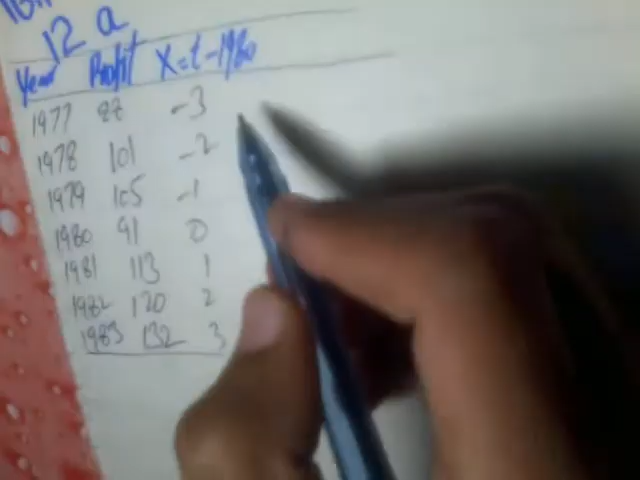 12 a
Year Profit X = t - 1980
1977 88 -3
1978 101 -2
1979 105 -1
1980 91 0
1981 113 1
1982 120 2
1983 132 3